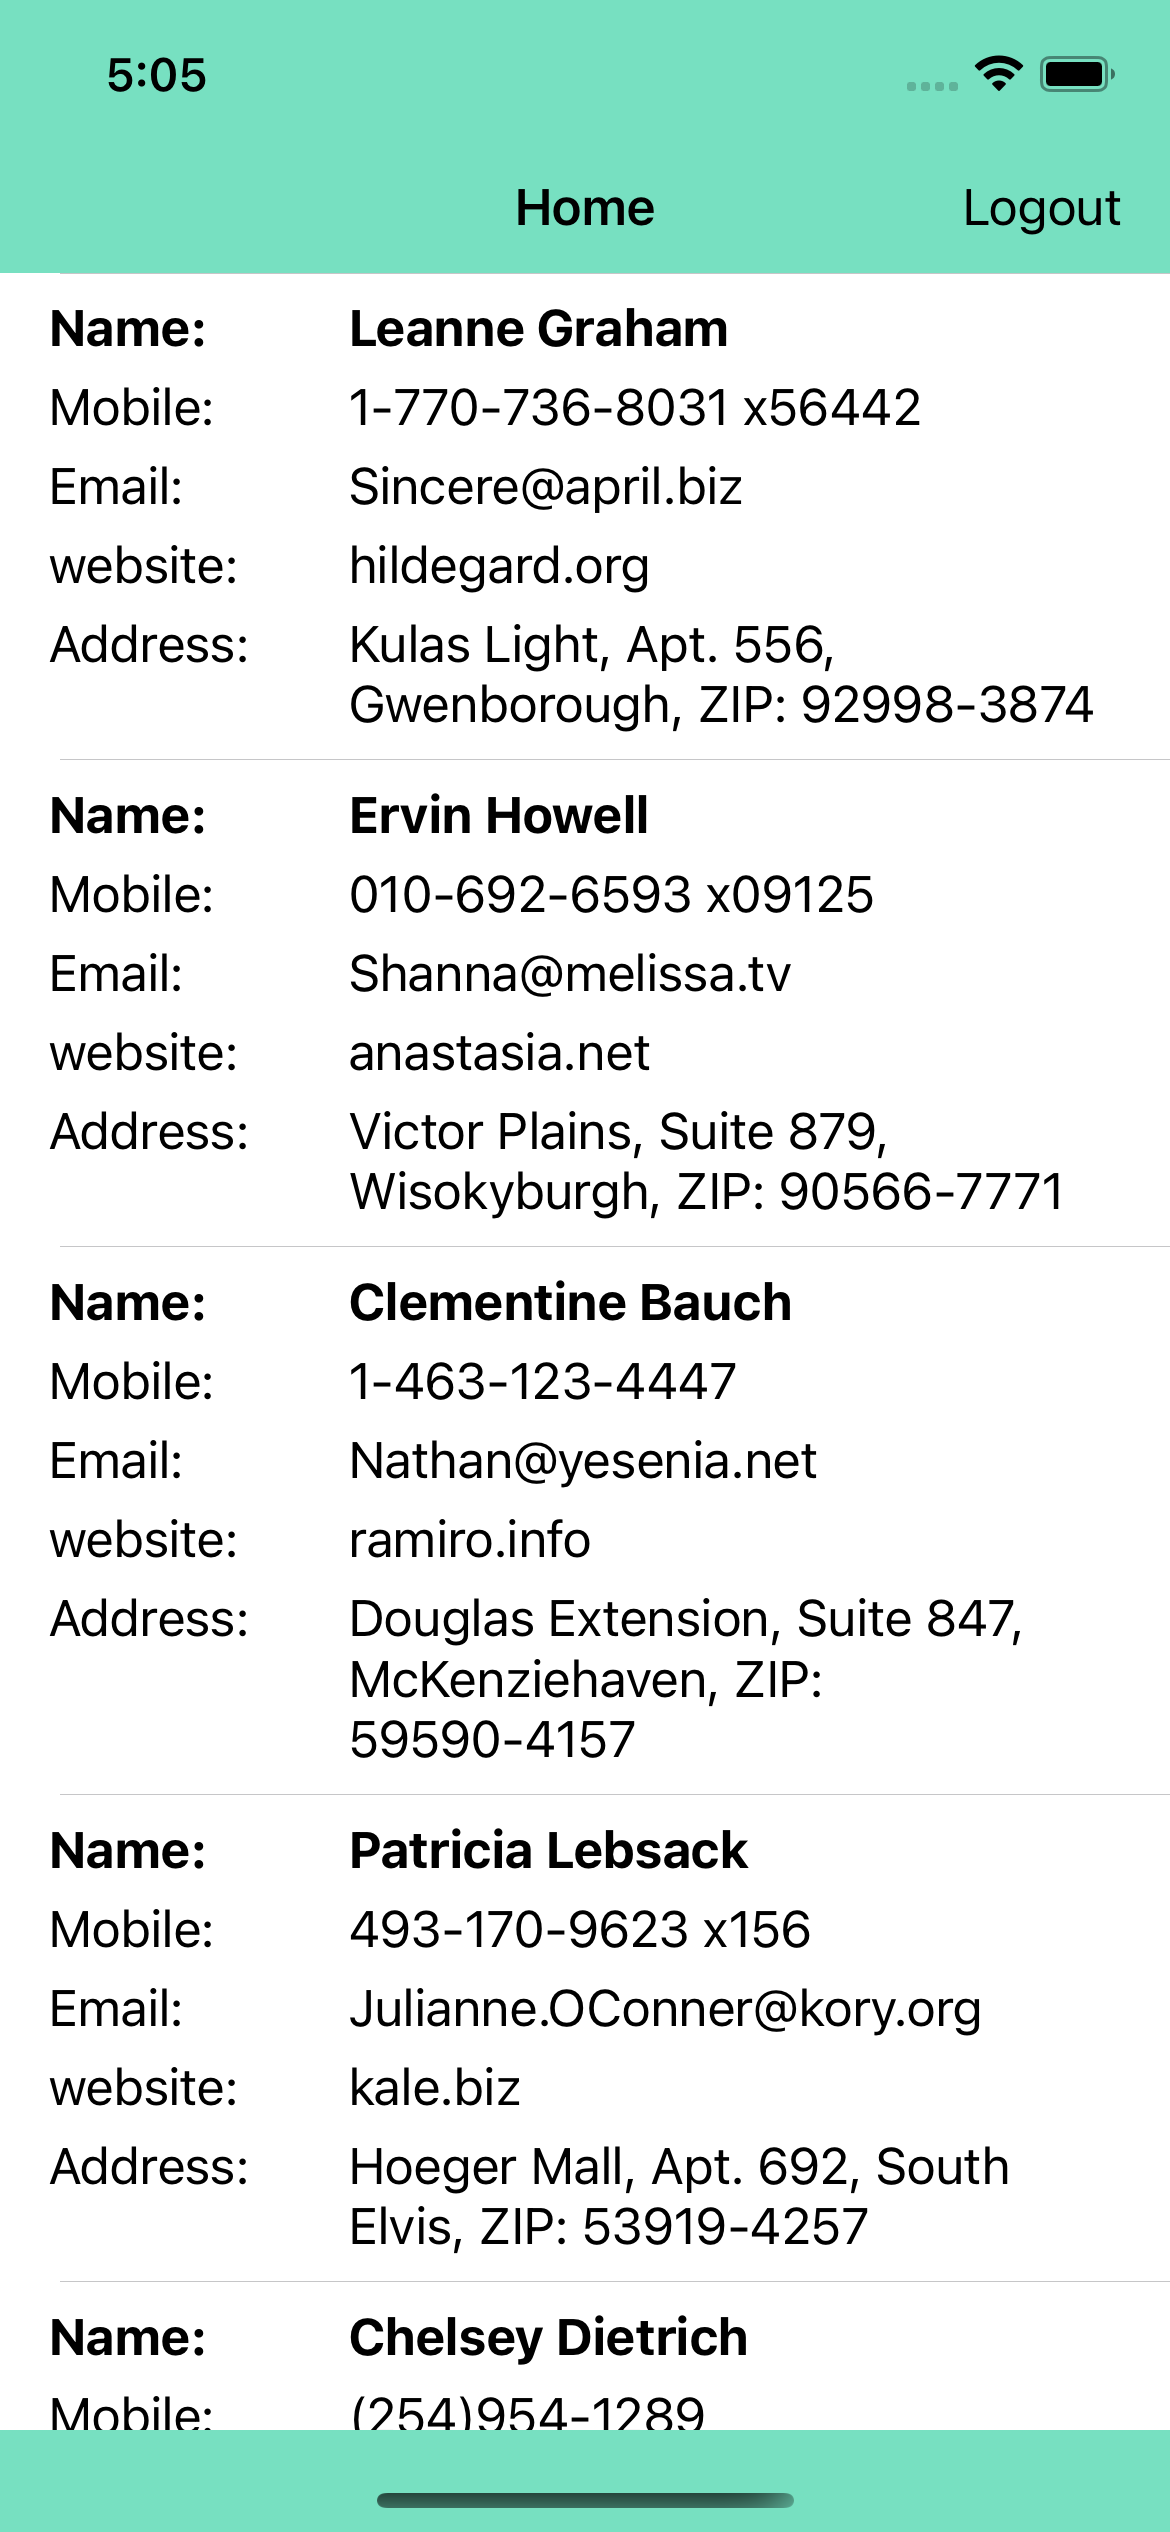 5:05
Home Logout
Name: Leanne Graham
Mobile: 1-770-736-8031 x56442
Email: Sincere@april.biz
website: hildegard.org
Address: Kulas Light, Apt. 556,
Gwenborough, ZIP: 92998-3874
Name: Ervin Howell
Mobile: 010-692-6593 x09125
Email: Shanna@melissa.tv
website: anastasia.net
Address: Victor Plains, Suite 879,
Wisokyburgh, ZIP: 90566-7771
Name: Clementine Bauch
Mobile: 1-463-123-4447
Email: Nathan@yesenia.net
website: ramiro.info
Address: Douglas Extension, Suite 847,
McKenziehaven, ZIP:
59590-4157
Name: Patricia Lebsack
Mobile: 493-170-9623 x156
Email: Julianne.OConner@kory.org
website: kale.biz
Address: Hoeger Mall, Apt. 692, South
Elvis, ZIP: 53919-4257
Name: Chelsey Dietrich
Mobile: (254)954-1289